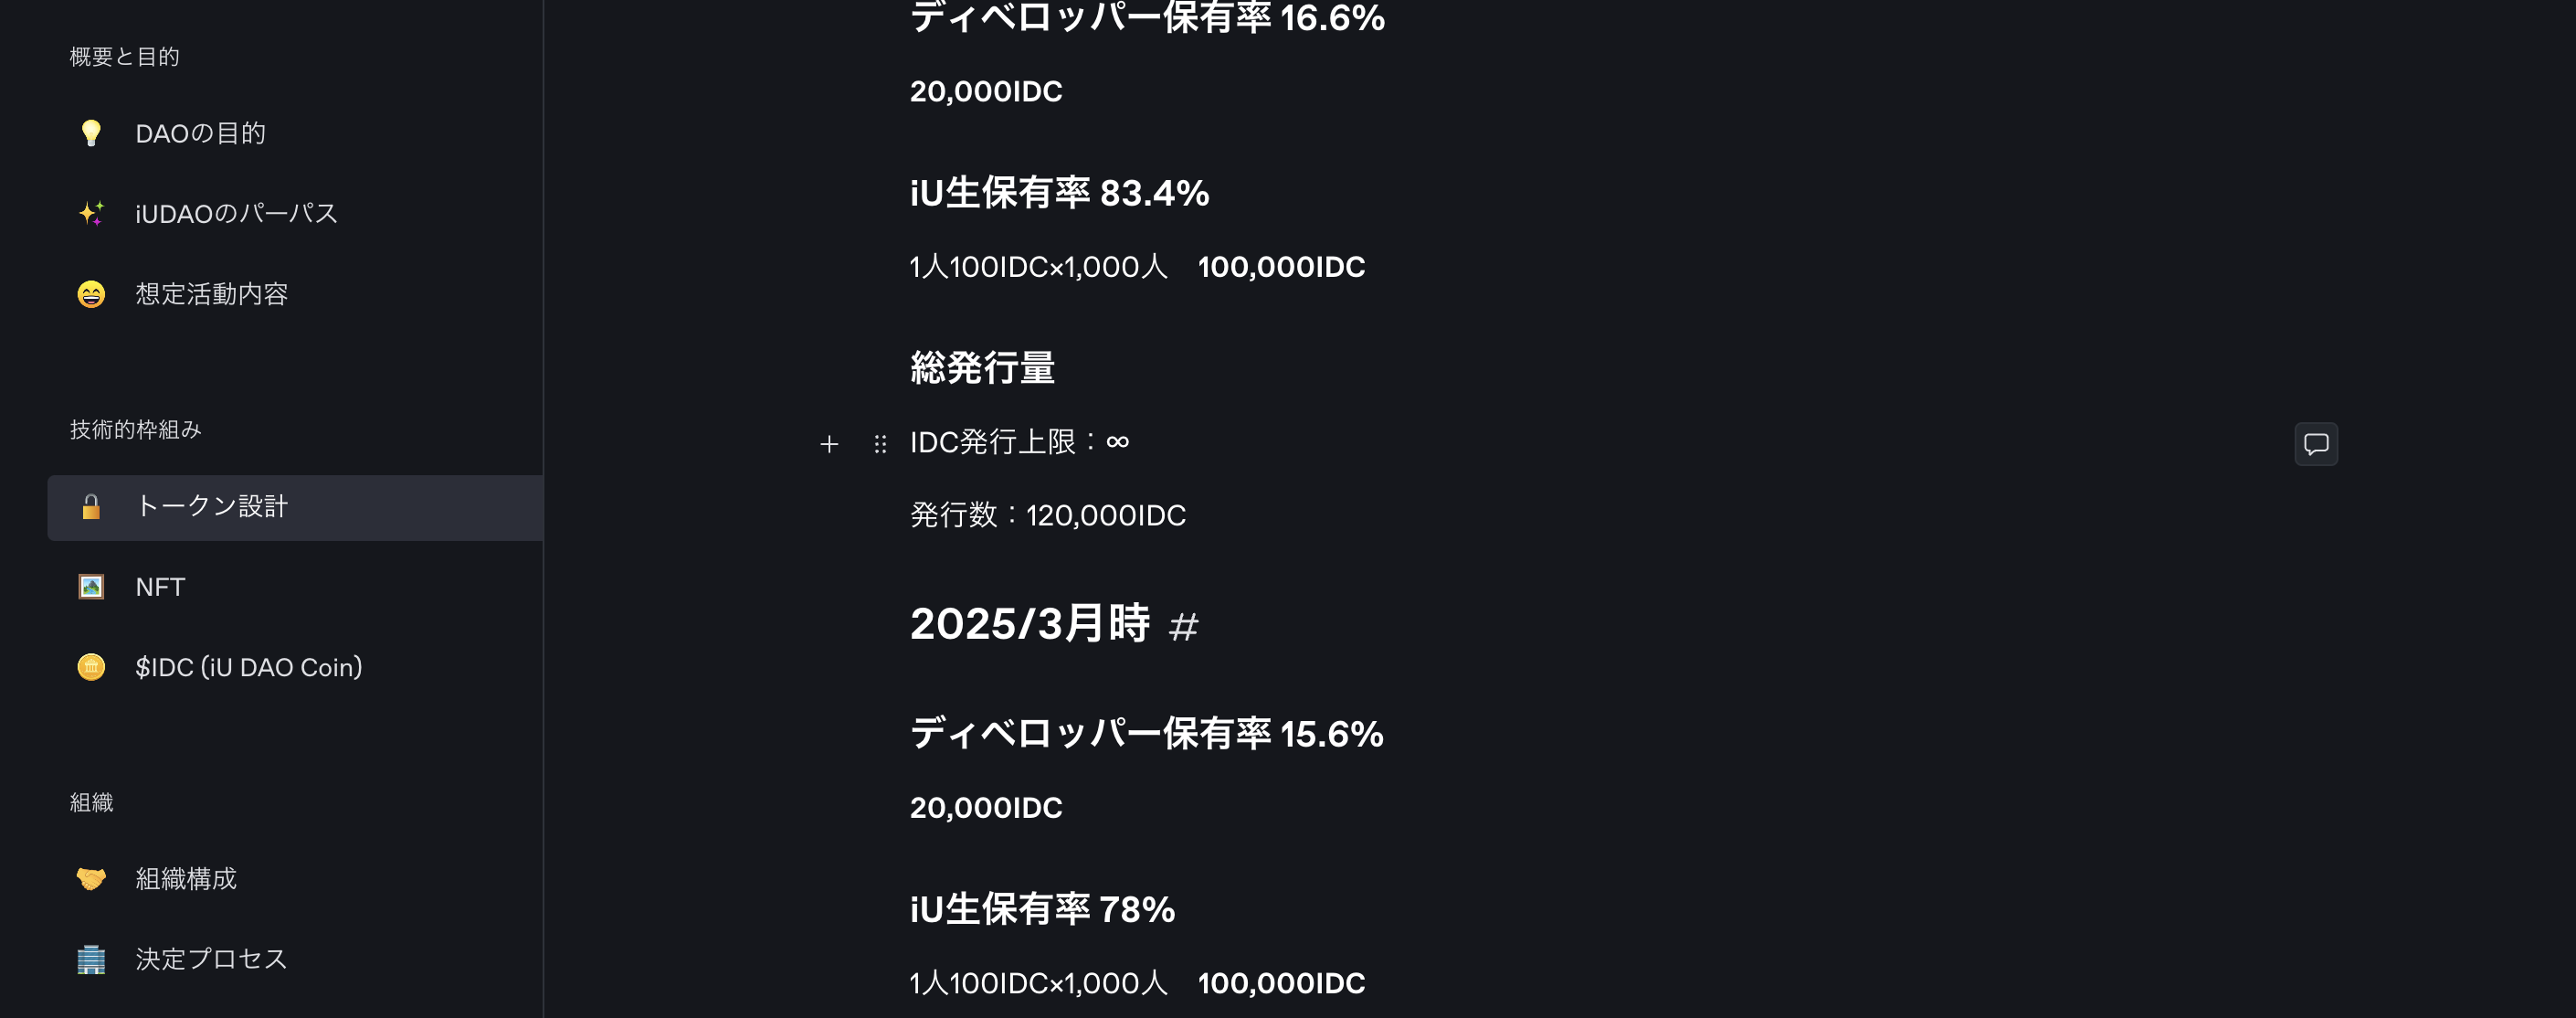 概要と目的
DAOの目的
iUDAOのパーパス
想定活動内容
技術的枠組み
トークン設計
NFT
$IDC (iU DAO Coin)
組織
組織構成
決定プロセス
ディベロッパー保有率 16.6%
20,000IDC
iU生保有率 83.4%
1人100IDC×1,000人　100,000IDC
総発行量
IDC発行上限：∞
発行数：120,000IDC
2025/3月時 #
ディベロッパー保有率 15.6%
20,000IDC
iU生保有率 78%
1人100IDC×1,000人　100,000IDC